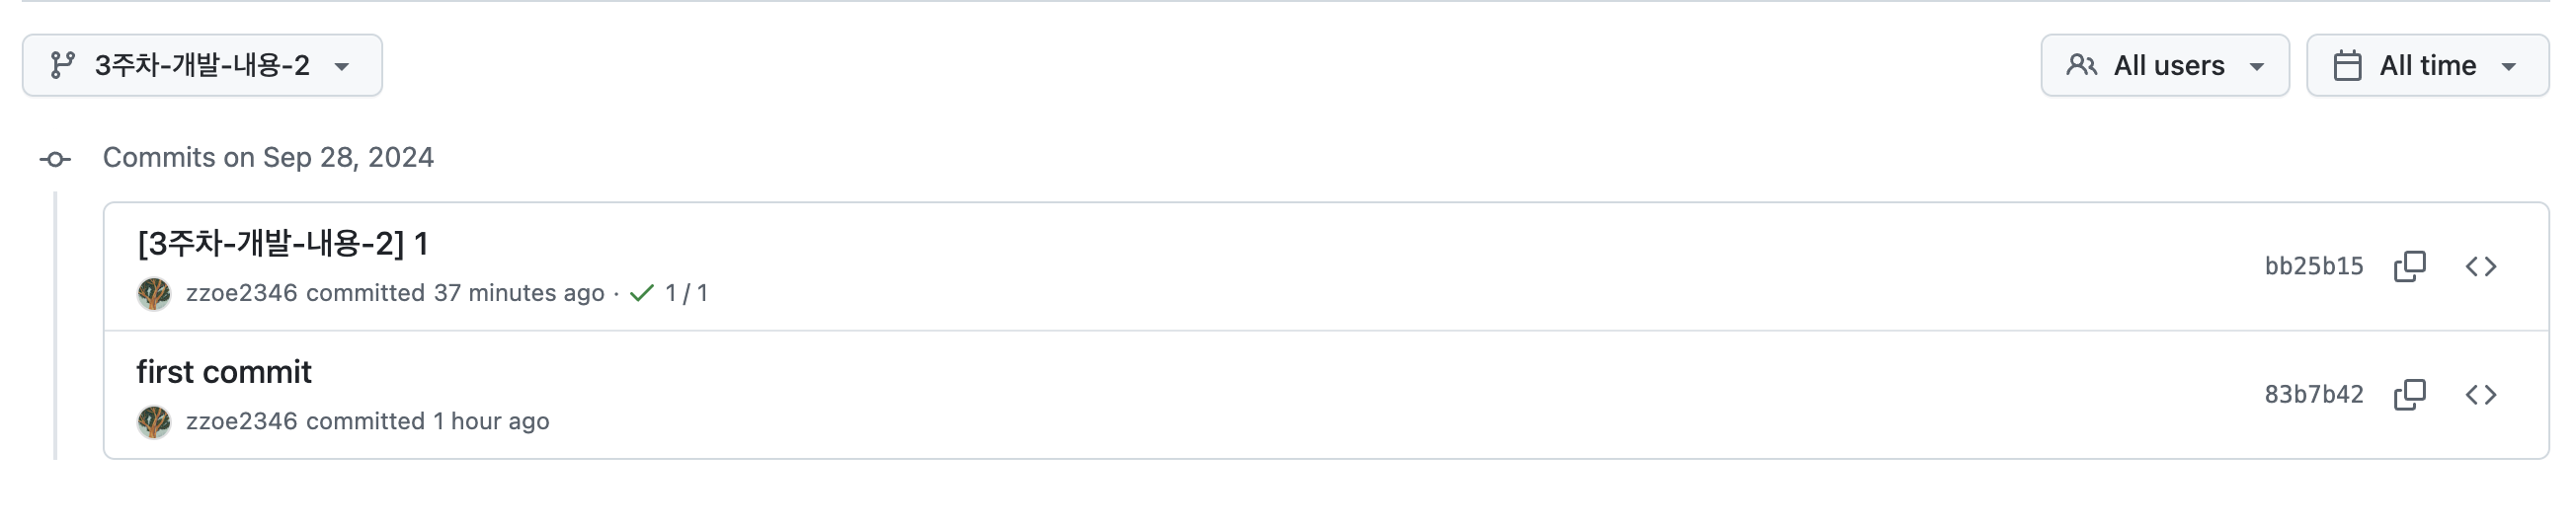 3주차-개발-내용-2
All users
All time
Commits on Sep 28, 2024
[3주차-개발-내용-2] 1
zzoe2346 committed 37 minutes ago · 1 / 1
bb25b15
first commit
zzoe2346 committed 1 hour ago
83b7b42